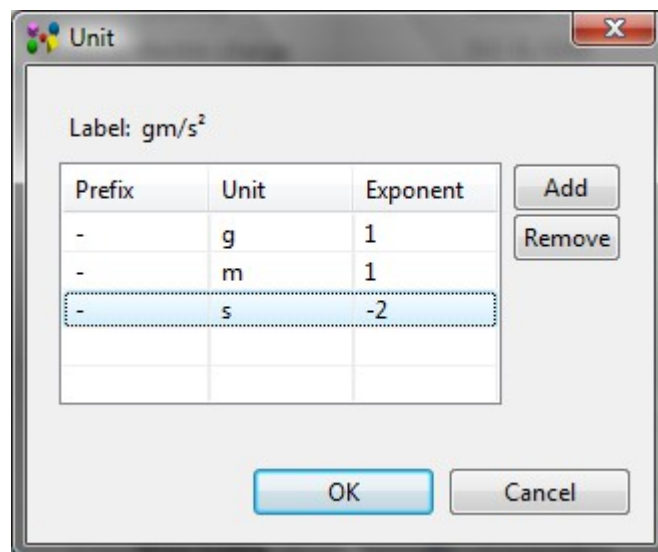 Unit
Label: gm/s²
Prefix Unit Exponent
- g 1
- m 1
- s -2
Add
Remove
OK Cancel